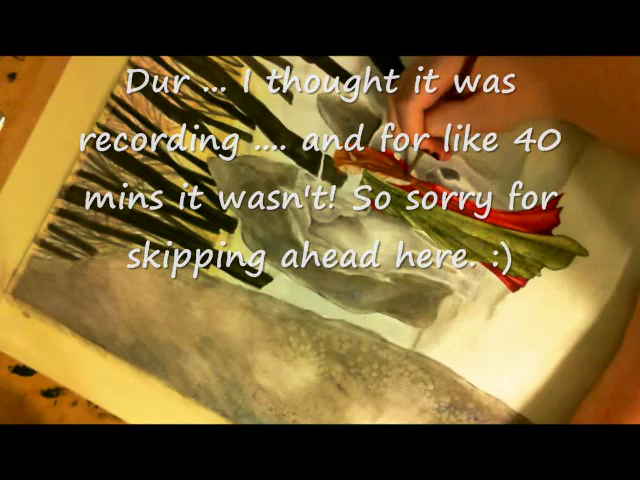 Dur ... I thought it was
recording .... and for like 40
mins it wasn't! So sorry for
skipping ahead here. :)